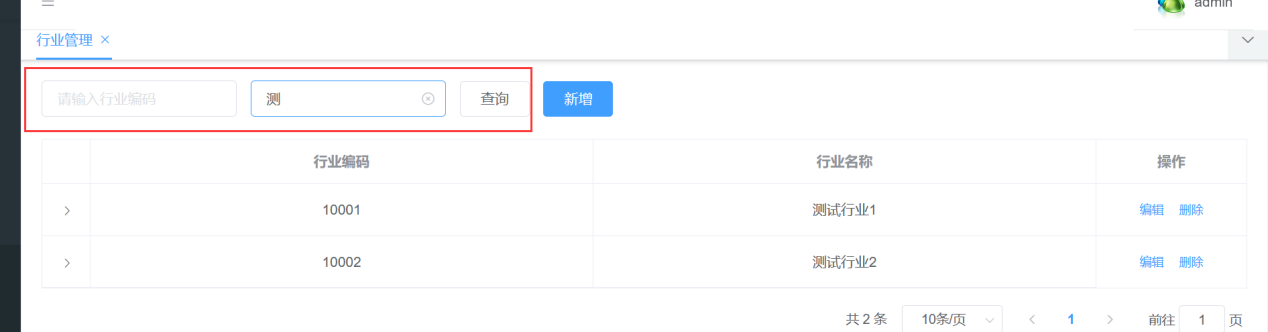 admin
行业管理
请输入行业编码 测 查询 新增
行业编码 行业名称 操作
10001 测试行业1 编辑 删除
10002 测试行业2 编辑 删除
共 2 条 10条/页 1 前往 1 页